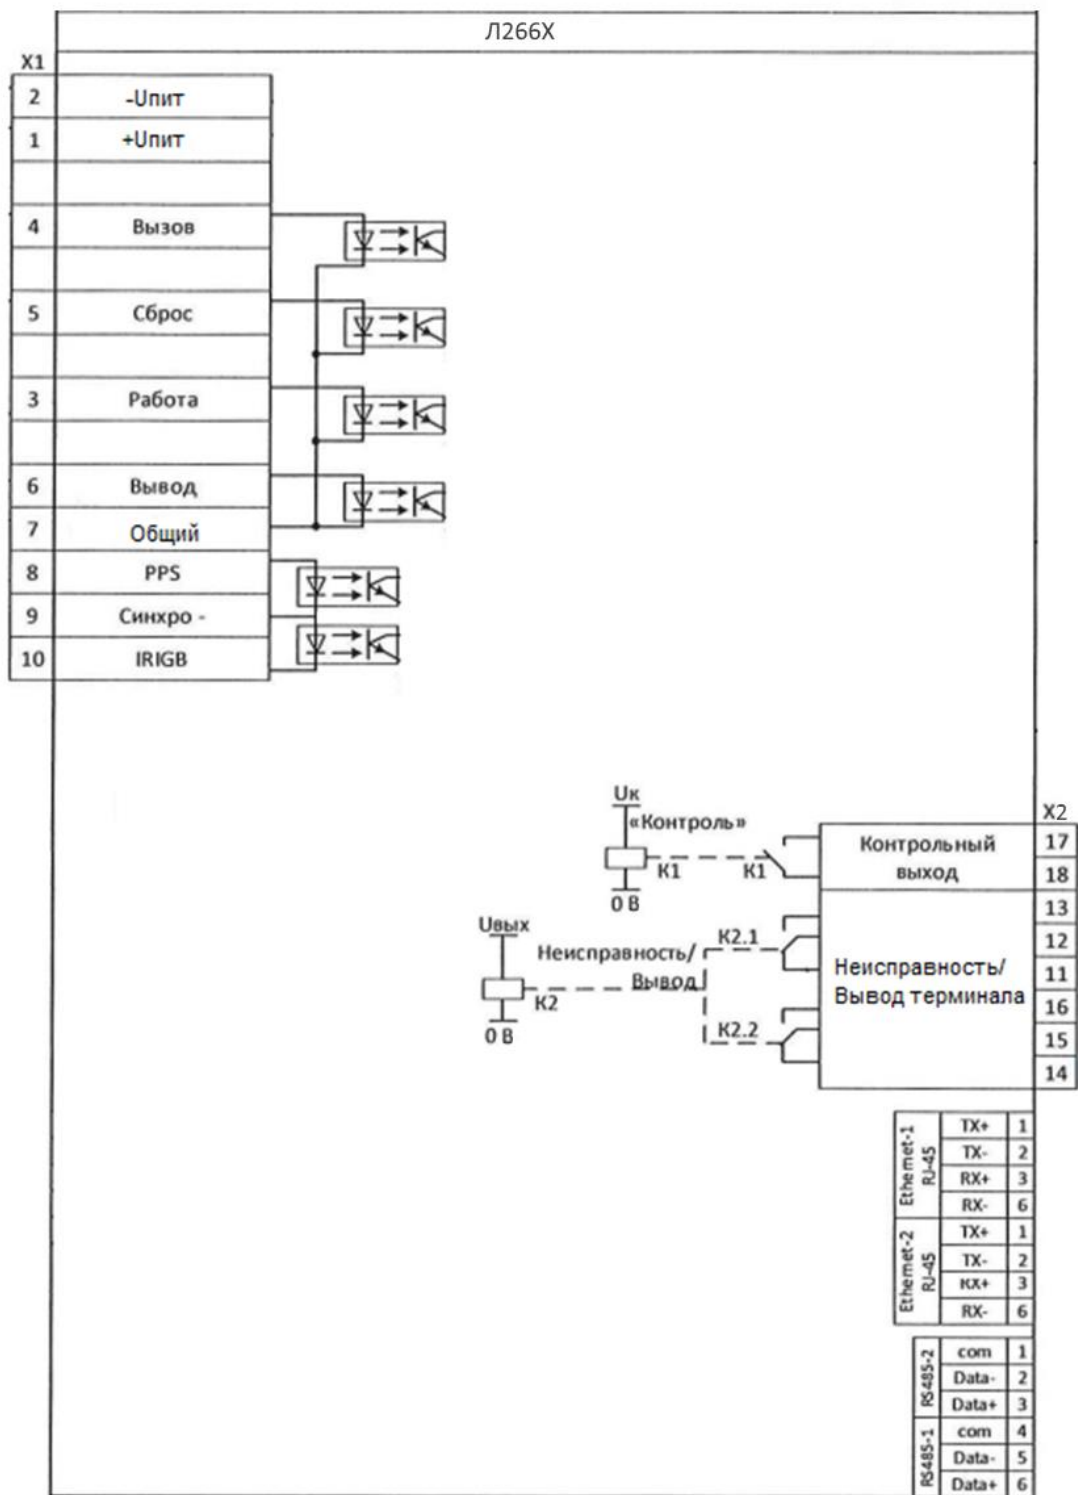 Л266Х
X1
2 -Uпит
1 +Uпит
4 Вызов
5 Сброс
3 Работа
6 Вывод
7 Общий
8 PPS
9 Синхро -
10 IRIGB
Uк
«Контроль»
К1 К1
0 В
X2
Контрольный
выход
17
18
Uвых
Неисправность/
Вывод
К2
0 В
К2.1
К2.2
Неисправность/
Вывод терминала
13
12
11
16
15
14
Ethernet-1
RJ-45
TX+ 1
TX- 2
RX+ 3
RX- 6
Ethernet-2
RJ-45
TX+ 1
TX- 2
RX+ 3
RX- 6
RS485-2
com 1
Data- 2
Data+ 3
RS485-1
com 4
Data- 5
Data+ 6